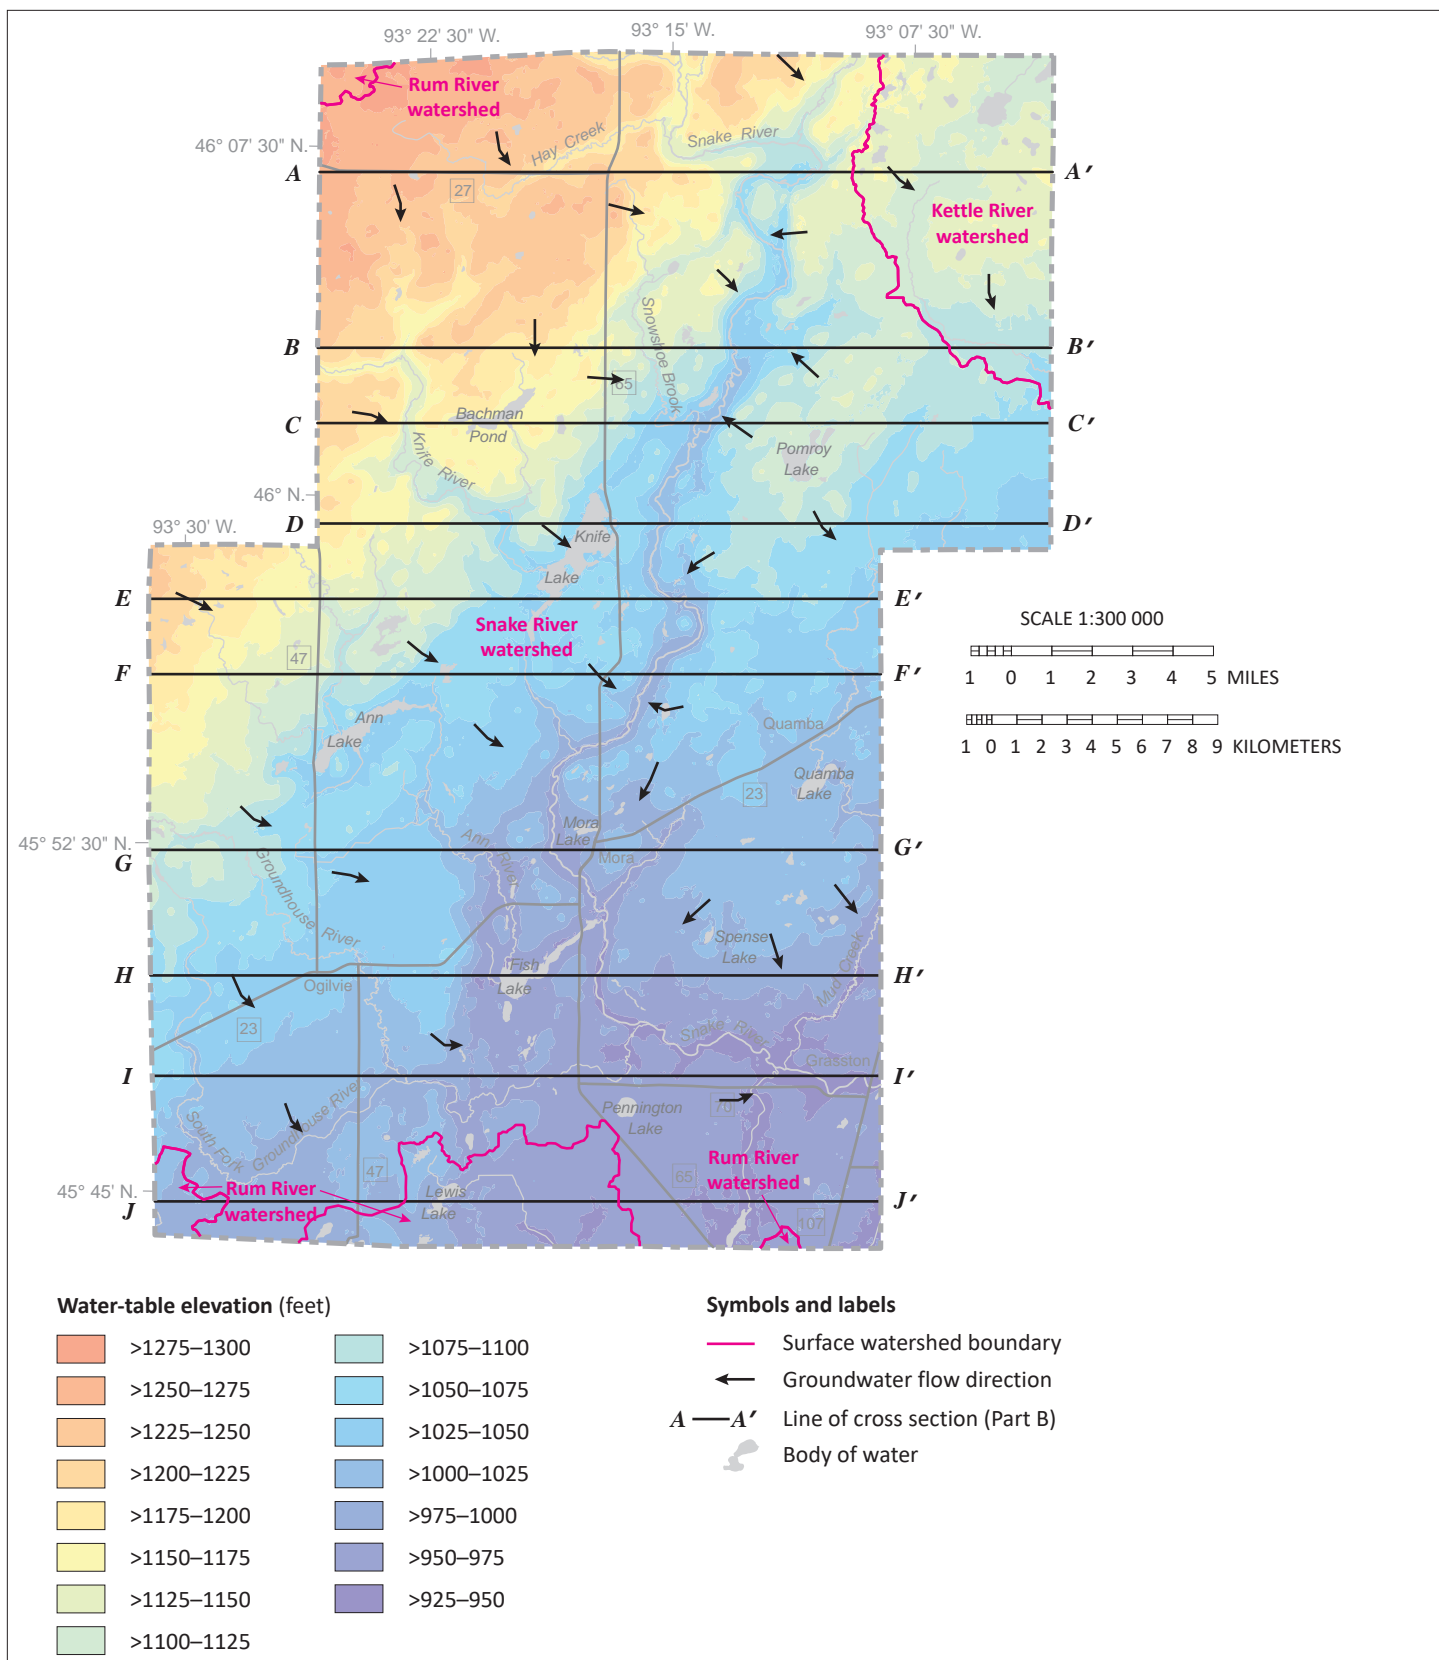 93° 22' 30" W.
93° 15' W.
93° 07' 30" W.
Rum River
watershed
46° 07' 30" N.
Hay Creek
Snake River
A
A′
27
Kettle River
watershed
Snowshoe Brook
B
B′
65
Bachman
Pond
C
C′
Knife River
Pomroy
Lake
46° N.
93° 30' W.
D
D′
Knife
Lake
E
E′
SCALE 1:300 000
Snake River
watershed
47
F
F′
1 0 1 2 3 4 5 MILES
Ann
Lake
Quamba
1 0 1 2 3 4 5 6 7 8 9 KILOMETERS
Quamba
Lake
23
Mora
Lake
45° 52' 30" N.
Ann River
G
G′
Mora
Groundhouse River
Spense
Lake
Mud Creek
Fish
Lake
H
H′
Ogilvie
23
Snake River
Grasston
I
I′
South Fork Groundhouse River
Pennington
Lake
70
47
65
Rum River
watershed
45° 45' N.
Rum River
watershed
Lewis
Lake
J
J′
107
Water-table elevation (feet)
>1275–1300
>1250–1275
>1225–1250
>1200–1225
>1175–1200
>1150–1175
>1125–1150
>1100–1125
>1075–1100
>1050–1075
>1025–1050
>1000–1025
>975–1000
>950–975
>925–950
Symbols and labels
Surface watershed boundary
Groundwater flow direction
A A′ Line of cross section (Part B)
Body of water